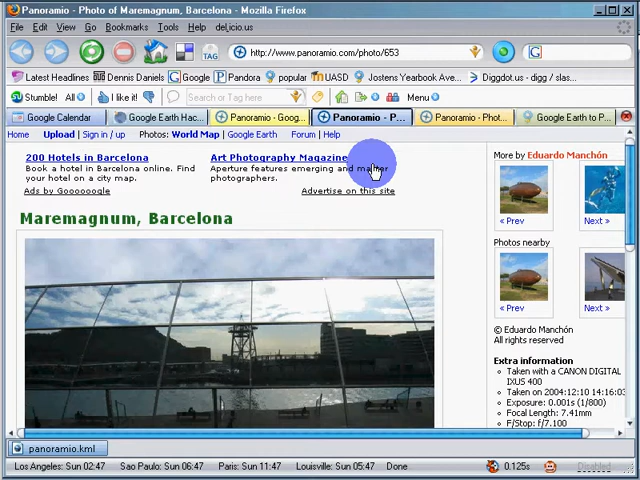 Panoramio - Photo of Maremagnum, Barcelona - Mozilla Firefox
File Edit View Go Bookmarks Tools Help del.icio.us
TAG http://www.panoramio.com/photo/653 G
Latest Headlines Dennis Daniels Google Pandora popular UASD Jostens Yearbook Ave... Diggdot.us - digg / slas...
Stumble! All I like it! Search or Tag here Menu
Google Calendar Google Earth Hac... Panoramio - Goog... Panoramio - P... Panoramio - Phot... Google Earth to P...
Home Upload | Sign in / up Photos: World Map | Google Earth Forum | Help
200 Hotels in Barcelona
Book a hotel in Barcelona online. Find your hotel on a city map.
Art Photography Magazine
Aperture features emerging and master photographers.
Ads by Goooooogle Advertise on this site
Maremagnum, Barcelona
More by Eduardo Manchón
« Prev Next »
Photos nearby
« Prev Next »
© Eduardo Manchón
All rights reserved
Extra information
Taken with a CANON DIGITAL
IXUS 400
Taken on 2004:12:10 14:16:03
Exposure: 0.001s (1/800)
Focal Length: 7.41mm
F/Stop: f/7.100
panoramio.kml
Los Angeles: Sun 02:47 Sao Paulo: Sun 06:47 Paris: Sun 11:47 Louisville: Sun 05:47 Done 0.125s Disabled